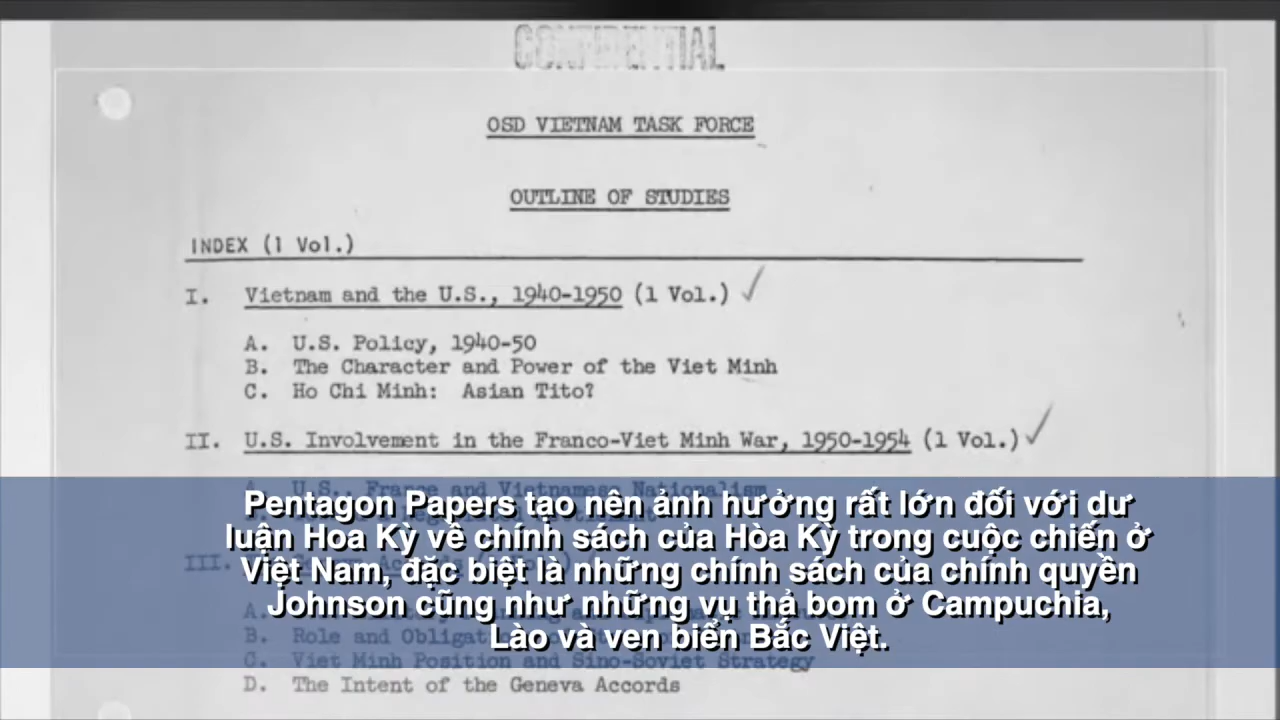 CONFIDENTIAL
OSD VIETNAM TASK FORCE
OUTLINE OF STUDIES
INDEX (1 Vol.)
I. Vietnam and the U.S., 1940-1950 (1 Vol.)
A. U.S. Policy, 1940-50
B. The Character and Power of the Viet Minh
C. Ho Chi Minh: Asian Tito?
II. U.S. Involvement in the Franco-Viet Minh War, 1950-1954 (1 Vol.)
A. U.S., France and Vietnamese Nationalism
Pentagon Papers tạo nên ảnh hưởng rất lớn đối với dư
luận Hoa Kỳ về chính sách của Hòa Kỳ trong cuộc chiến ở
III.
Việt Nam, đặc biệt là những chính sách của chính quyền
A.
Johnson cũng như những vụ thả bom ở Campuchia,
B. Role and
Lào và ven biển Bắc Việt.
C. Viet Minh Position and Sino-Soviet Strategy
D. The Intent of the Geneva Accords